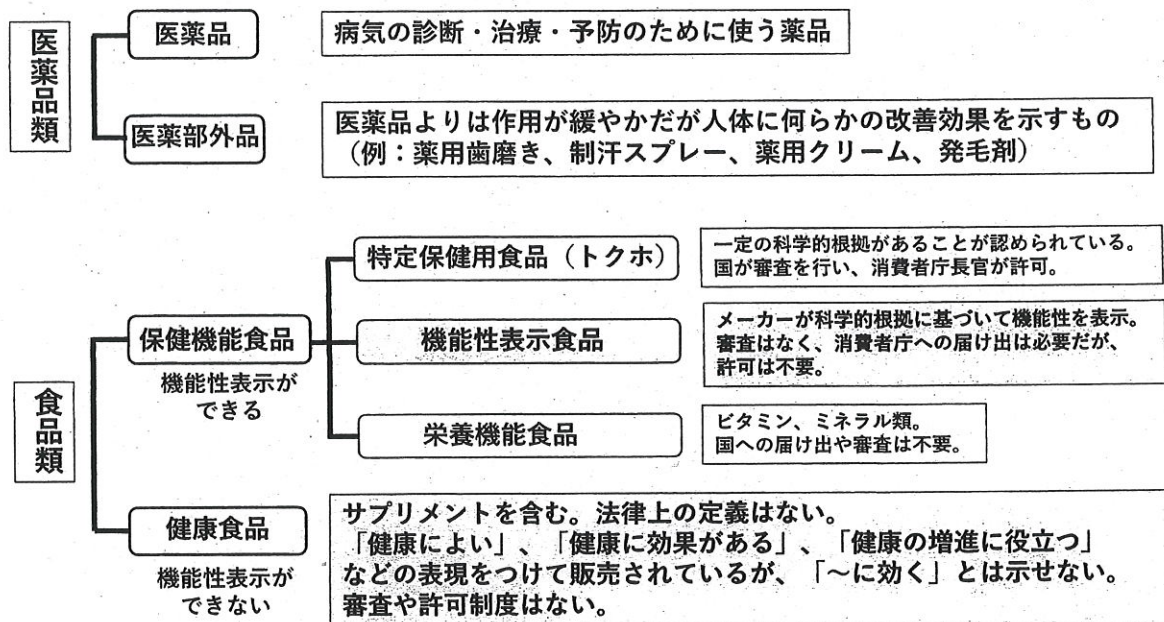 医薬品類
医薬品
病気の診断・治療・予防のために使う薬品
医薬部外品
医薬品よりは作用が緩やかだが人体に何らかの改善効果を示すもの
（例：薬用歯磨き、制汗スプレー、薬用クリーム、発毛剤）
食品類
保健機能食品
機能性表示が
できる
特定保健用食品（トクホ）
一定の科学的根拠があることが認められている。
国が審査を行い、消費者庁長官が許可。
機能性表示食品
メーカーが科学的根拠に基づいて機能性を表示。
審査はなく、消費者庁への届け出は必要だが、
許可は不要。
栄養機能食品
ビタミン、ミネラル類。
国への届け出や審査は不要。
健康食品
機能性表示が
できない
サプリメントを含む。法律上の定義はない。
「健康によい」、「健康に効果がある」、「健康の増進に役立つ」
などの表現をつけて販売されているが、「～に効く」とは示せない。
審査や許可制度はない。